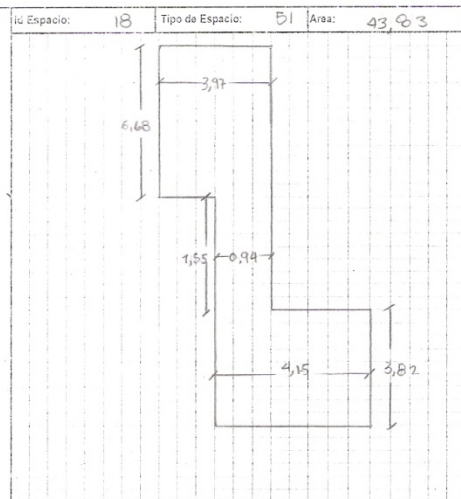 id Espacio: 18 Tipo de Espacio: 51 Area: 43,83
3,97
6,68
1,55 0,94
4,15 3,82